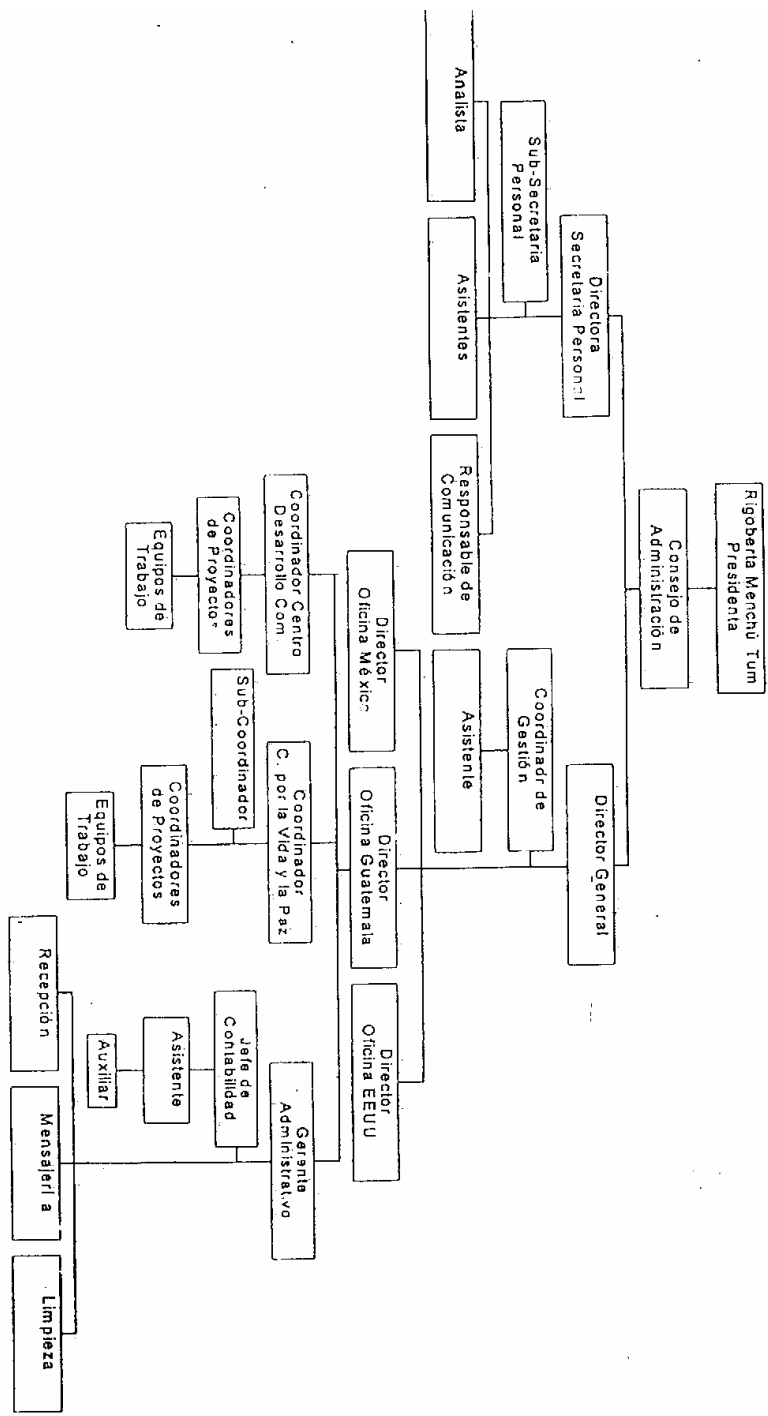 Rigoberta Menchú Tum
Presidenta
Consejo de
Administración
Directora
Secretaria Personal
Director General
Sub-Secretaria
Personal
Coordinadr de
Gestión
Analista
Asistentes
Responsable de
Comunicación
Asistente
Director
Oficina México
Director
Oficina Guatemala
Director
Oficina EEUU
Coordinador Centro
Desarrollo Com.
Coordinador
C. por la Vida y la Paz
Gerente
Administrativo
Coordinadores
de Proyectos
Sub-Coordinador
Jefe de
Contabilidad
Equipos de
Trabajo
Coordinadores
de Proyectos
Asistente
Equipos de
Trabajo
Auxiliar
Recepción
Mensajería
Limpieza